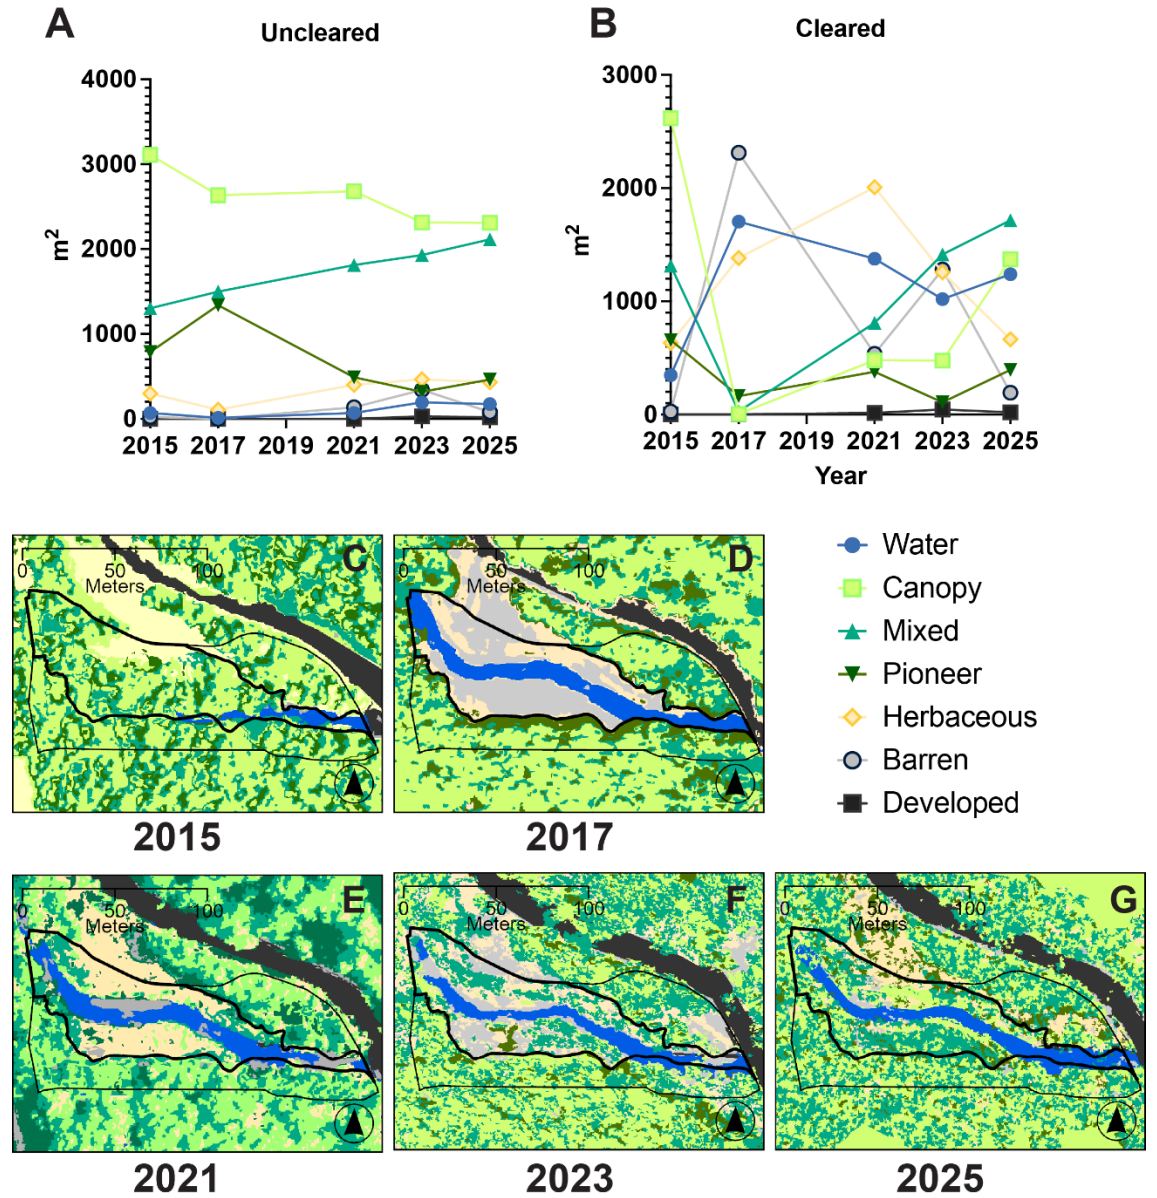 A
Uncleared
4000
3000
2000
1000
0
m2
2015 2017 2019 2021 2023 2025
B
Cleared
3000
2000
1000
0
m2
2015 2017 2019 2021 2023 2025
Year
C
0 50 100
Meters
2015
D
0 50 100
Meters
2017
Water
Canopy
Mixed
Pioneer
Herbaceous
Barren
Developed
E
0 50 100
Meters
2021
F
0 50 100
Meters
2023
G
0 50 100
Meters
2025